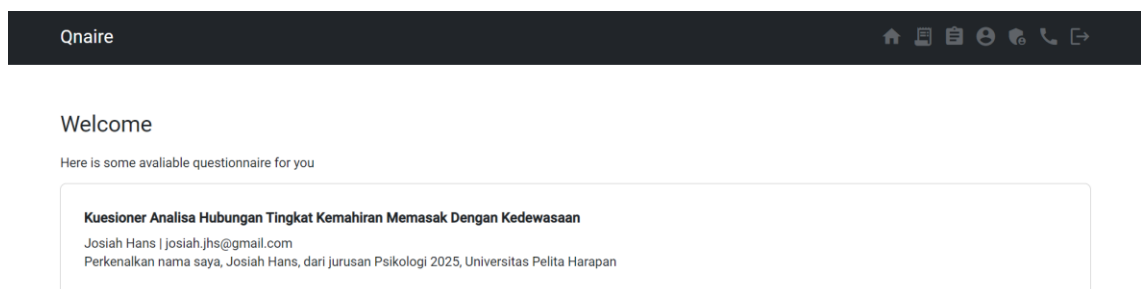 Qnaire
Welcome
Here is some avaliable questionnaire for you
Kuesioner Analisa Hubungan Tingkat Kemahiran Memasak Dengan Kedewasaan
Josiah Hans | josiah.jhs@gmail.com
Perkenalkan nama saya, Josiah Hans, dari jurusan Psikologi 2025, Universitas Pelita Harapan